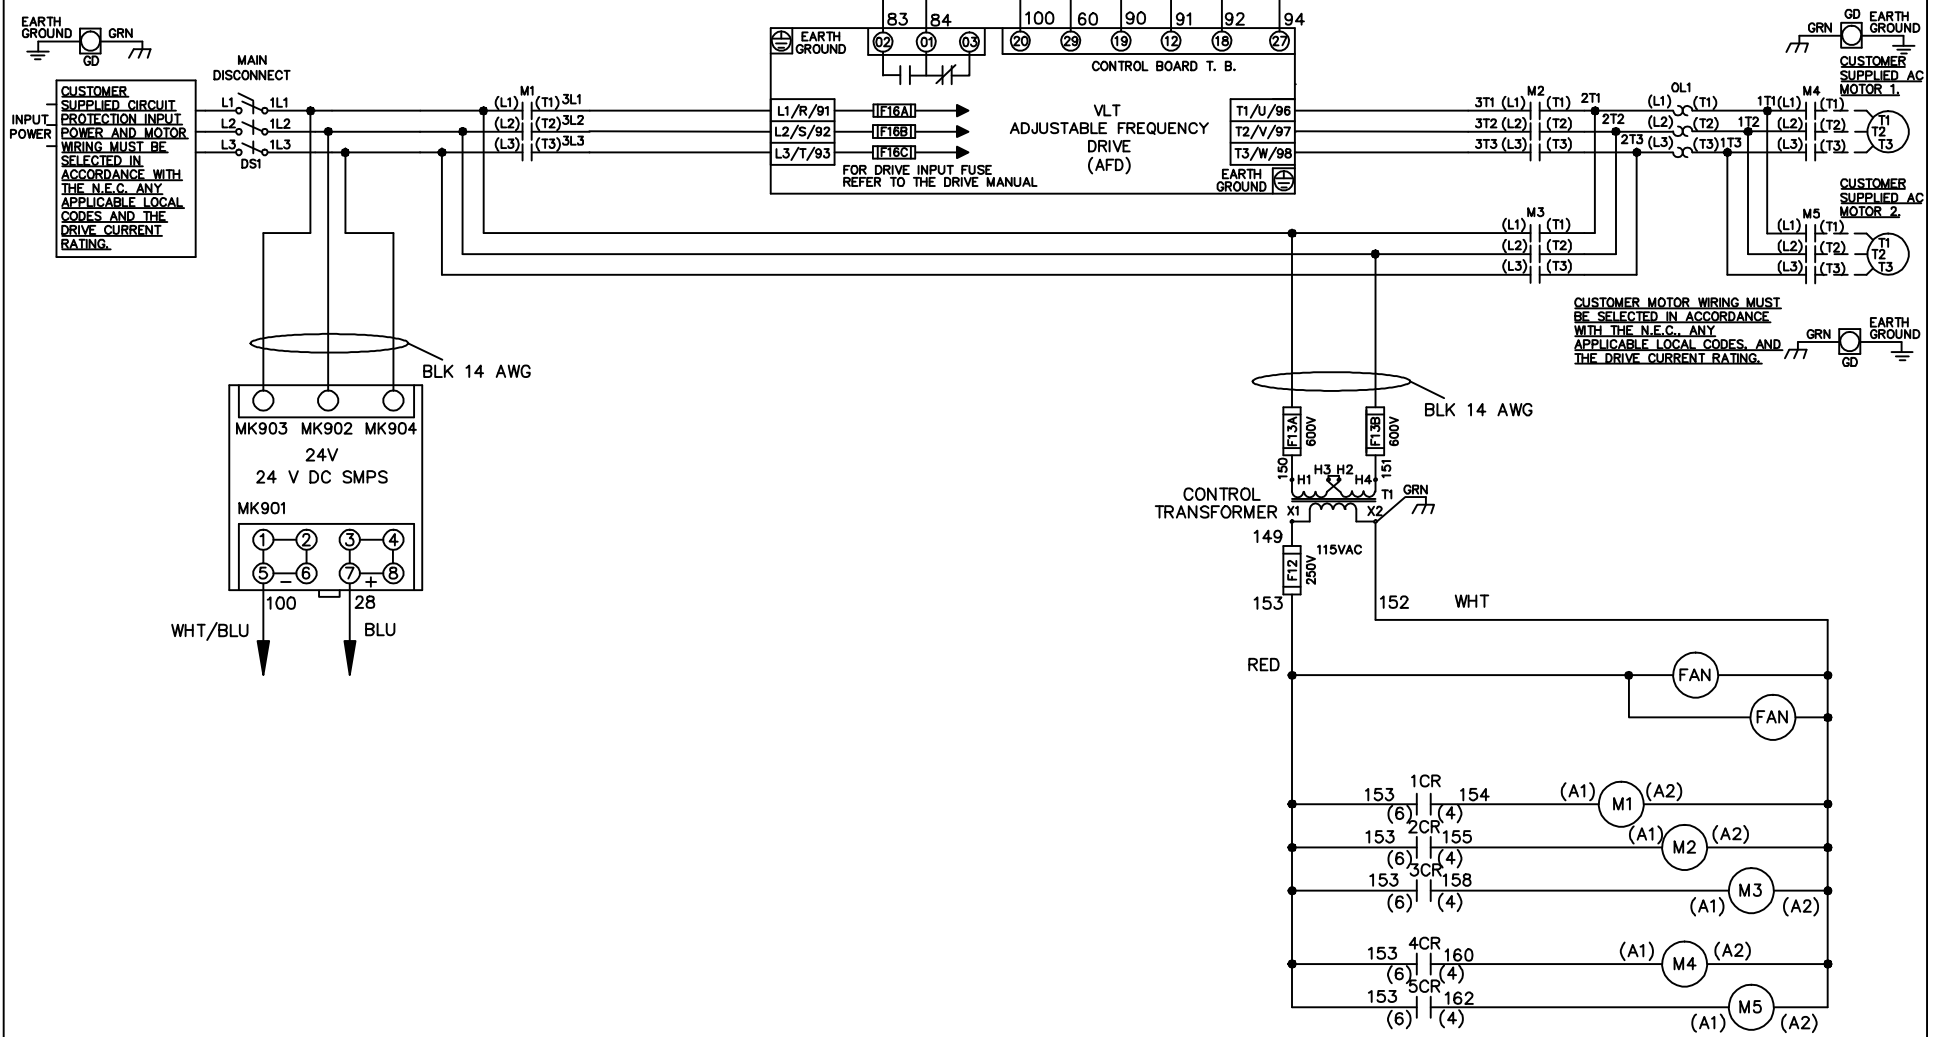 EARTH
GROUND
GRN
GD
INPUT
POWER
CUSTOMER
SUPPLIED CIRCUIT
PROTECTION INPUT
POWER AND MOTOR
WIRING MUST BE
SELECTED IN
ACCORDANCE WITH
THE N.E.C. ANY
APPLICABLE LOCAL
CODES AND THE
DRIVE CURRENT
RATING.
MAIN
DISCONNECT
L1 1L1
L2 1L2
L3 1L3
DS1
M1
(L1) (T1) 3L1
(L2) (T2) 3L2
(L3) (T3) 3L3
83 84 100 60 90 91 92 94
EARTH
GROUND
02 01 03 20 29 19 12 18 27
CONTROL BOARD T. B.
L1/R/91 F16A
L2/S/92 F16B
L3/T/93 F16C
FOR DRIVE INPUT FUSE
REFER TO THE DRIVE MANUAL
VLT
ADJUSTABLE FREQUENCY
DRIVE
(AFD)
T1/U/96
T2/V/97
T3/W/98
EARTH
GROUND
M2
3T1 (L1) (T1) 2T1
3T2 (L2) (T2) 2T2
3T3 (L3) (T3) 2T3
OL1
(L1) (T1) 1T1
(L2) (T2) 1T2
(L3) (T3) 1T3
M4
(L1) (T1)
(L2) (T2)
(L3) (T3)
T1
T2
T3
GRN
GD
EARTH
GROUND
CUSTOMER
SUPPLIED AC
MOTOR 1.
M3
(L1) (T1)
(L2) (T2)
(L3) (T3)
CUSTOMER
SUPPLIED AC
MOTOR 2.
M5
(L1) (T1)
(L2) (T2)
(L3) (T3)
T1
T2
T3
CUSTOMER MOTOR WIRING MUST
BE SELECTED IN ACCORDANCE
WITH THE N.E.C., ANY
APPLICABLE LOCAL CODES, AND
THE DRIVE CURRENT RATING.
GRN
GD
EARTH
GROUND
BLK 14 AWG
MK903 MK902 MK904
24V
24 V DC SMPS
MK901
1 2 3 4
5 - 6 7 + 8
100 28
WHT/BLU BLU
BLK 14 AWG
F13A
600V
F13B
600V
150
151
H1 H3 H2 H4
T1
GRN
CONTROL
TRANSFORMER
X1 X2
149
115VAC
F12
250V
153
152 WHT
RED
FAN
FAN
1CR
153 154 (A1) M1 (A2)
(6) (4)
2CR
153 155 (A1) M2 (A2)
(6) (4)
3CR
153 158 M3
(6) (4) (A1) (A2)
4CR
153 160 (A1) M4 (A2)
(6) (4)
5CR
153 162 M5
(6) (4) (A1) (A2)